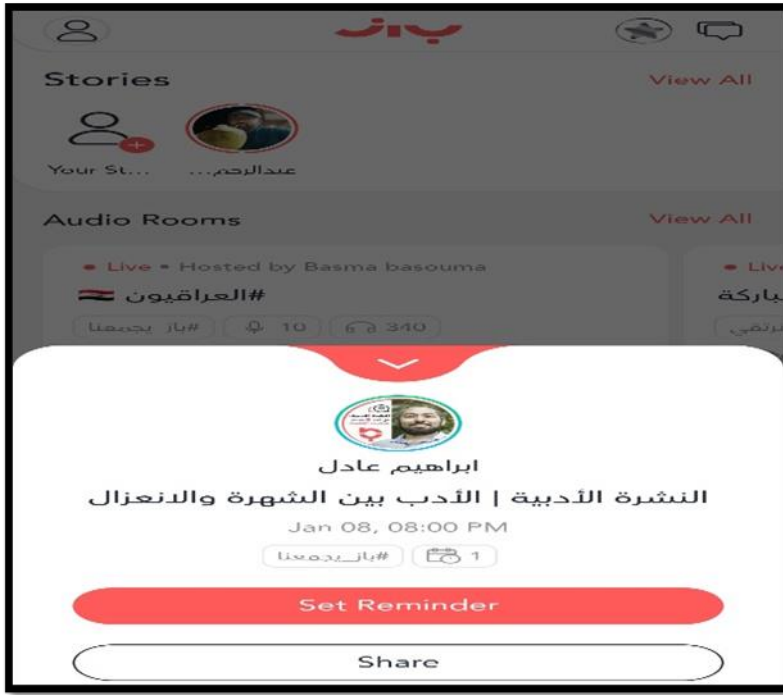 باز
Stories
View All
Your St...
عبدالرحم...
Audio Rooms
View All
Live • Hosted by Basma basouma
Live
#العراقيون
#باز يجمعنا
10
340
ابراهيم عادل
النشرة الأدبية | الأدب بين الشهرة والانعزال
Jan 08, 08:00 PM
#باز_يجمعنا
1
Set Reminder
Share